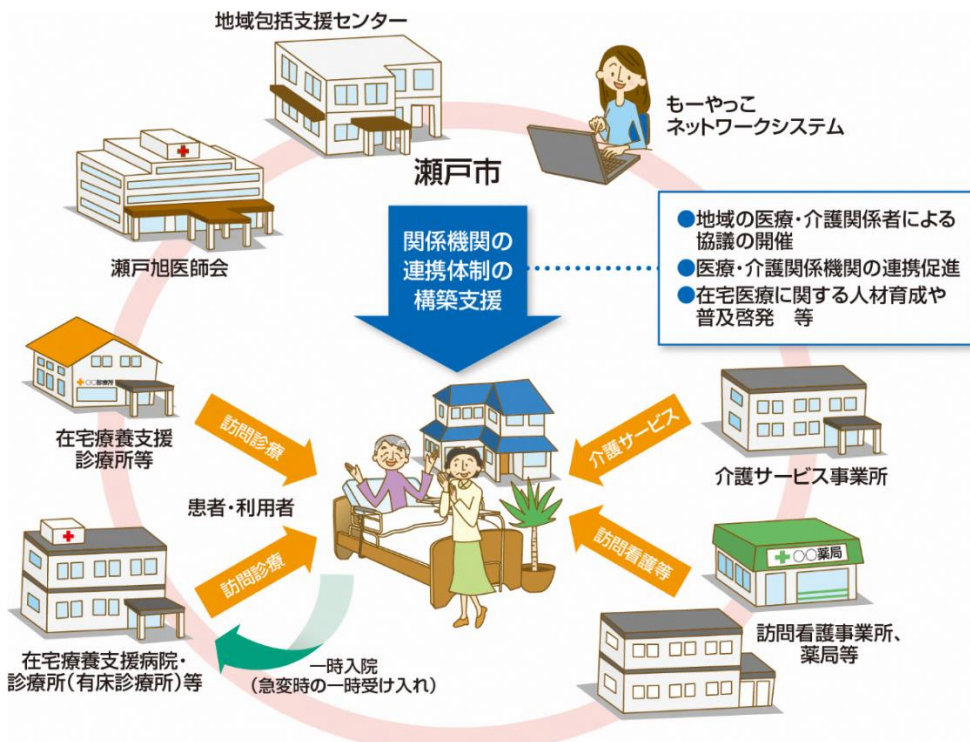 地域包括支援センター
もーやっこ
ネットワークシステム
瀬戸市
瀬戸旭医師会
関係機関の
連携体制の
構築支援
●地域の医療・介護関係者による
協議の開催
●医療・介護関係機関の連携促進
●在宅医療に関する人材育成や
普及啓発 等
○○診療所
在宅療養支援
診療所等
訪問診療
介護サービス
介護サービス事業所
患者・利用者
訪問診療
訪問看護等
○○薬局
訪問看護事業所、
薬局等
在宅療養支援病院・
診療所(有床診療所)等
一時入院
(急変時の一時受け入れ)